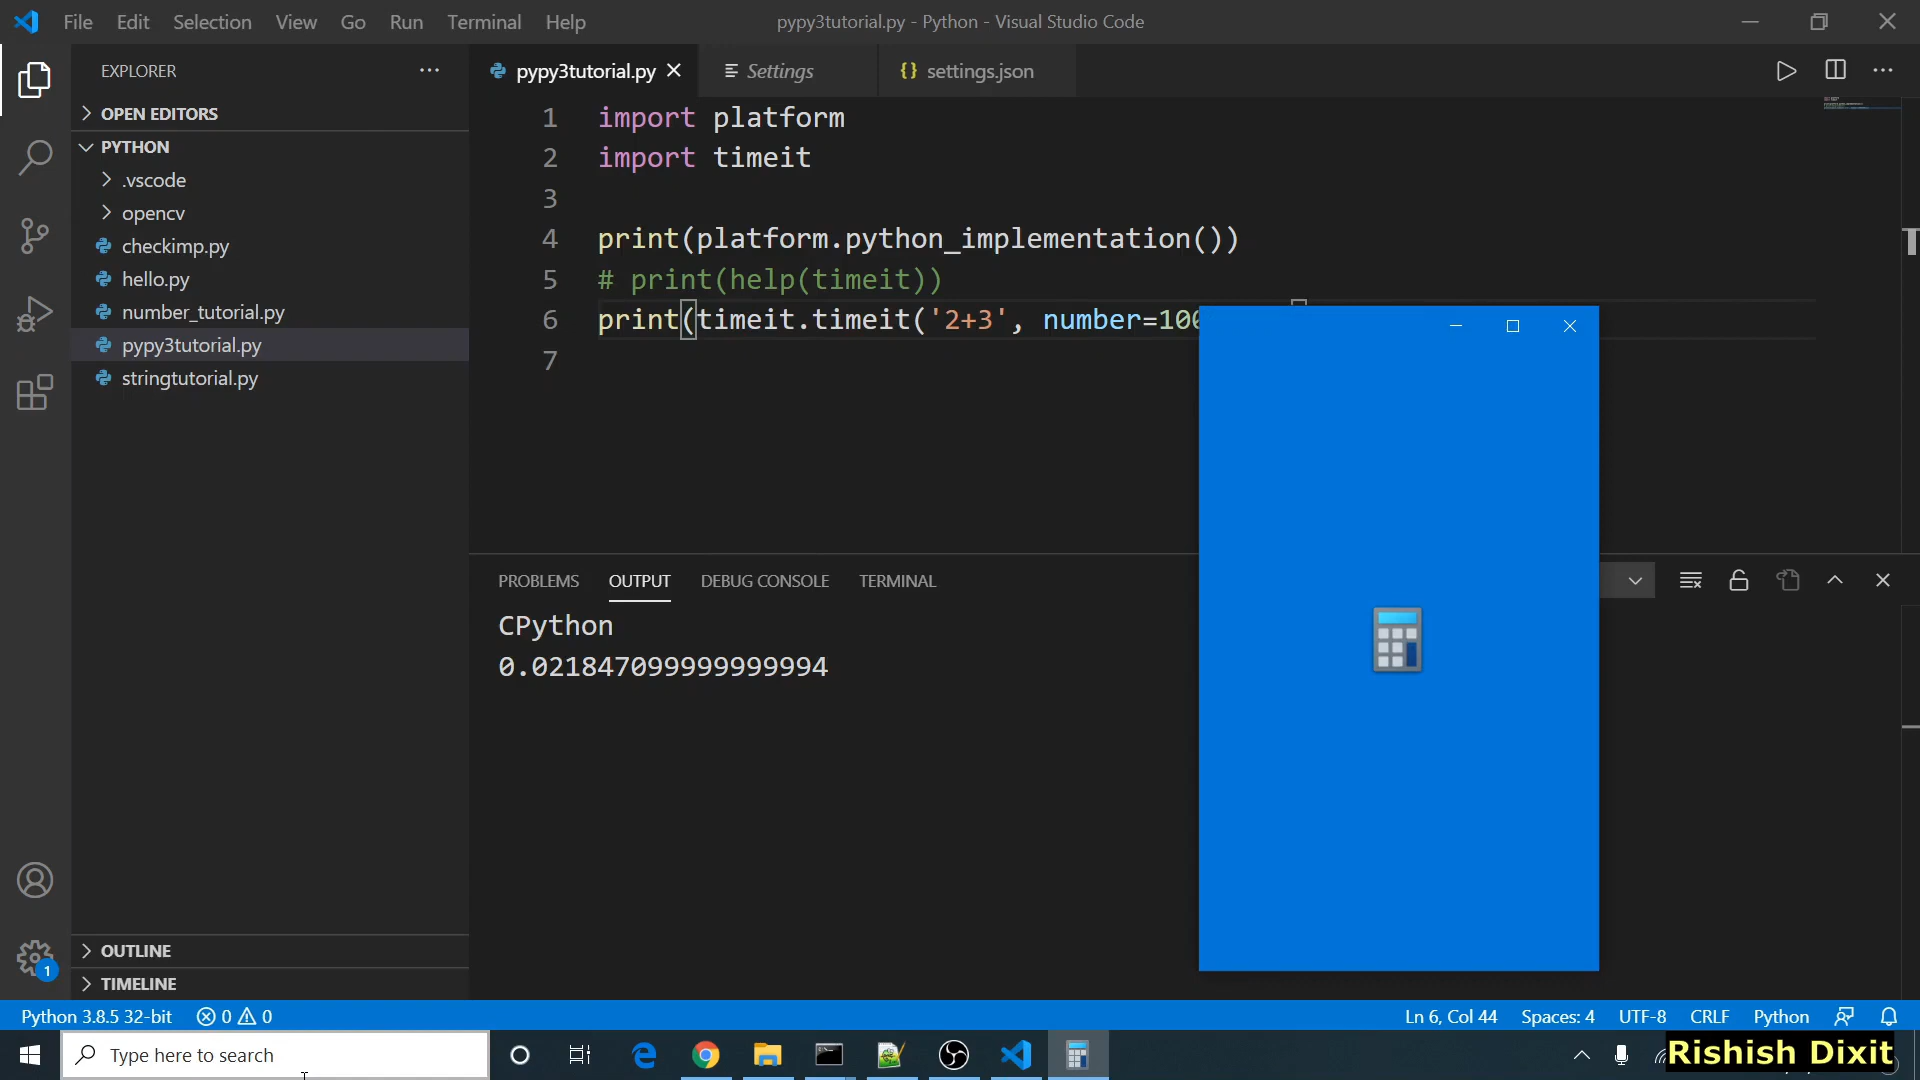 File Edit Selection View Go Run Terminal Help
pypy3tutorial.py - Python - Visual Studio Code
EXPLORER
OPEN EDITORS
PYTHON
.vscode
opencv
checkimp.py
hello.py
number_tutorial.py
pypy3tutorial.py
stringtutorial.py
OUTLINE
TIMELINE
pypy3tutorial.py Settings {} settings.json
1 import platform
2 import timeit
3
4 print(platform.python_implementation())
5 # print(help(timeit))
6 print(timeit.timeit('2+3', number=100
7
PROBLEMS OUTPUT DEBUG CONSOLE TERMINAL
CPython
0.021847099999999994
1
Python 3.8.5 32-bit 0 0
Ln 6, Col 44 Spaces: 4 UTF-8 CRLF Python
Type here to search
Rishish Dixit